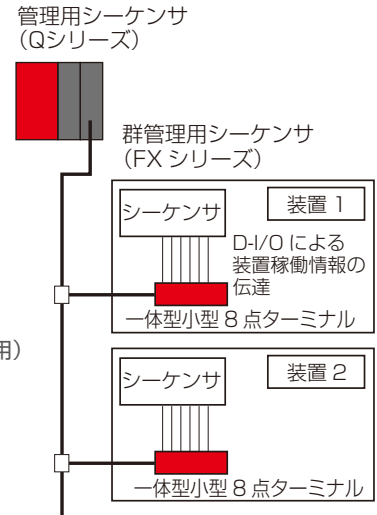 管理用シーケンサ
（Qシリーズ）
群管理用シーケンサ
（FX シリーズ）
シーケンサ
装置 1
D-I/O による
装置稼働情報の
伝達
一体型小型 8 点ターミナル
用）
シーケンサ
装置 2
一体型小型 8 点ターミナル